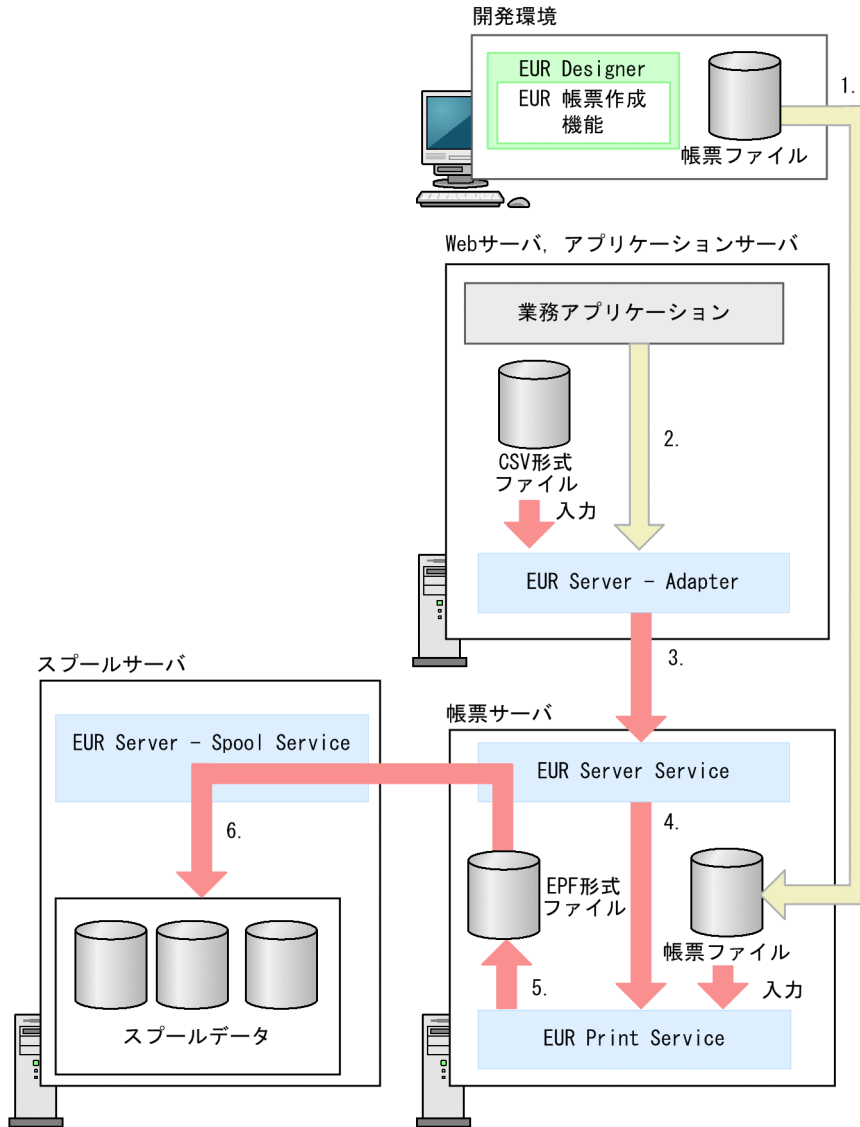 開発環境
EUR Designer
EUR 帳票作成
機能
帳票ファイル
1.
Webサーバ, アプリケーションサーバ
業務アプリケーション
2.
CSV形式
ファイル
入力
EUR Server － Adapter
3.
スプールサーバ
EUR Server － Spool Service
6.
スプールデータ
帳票サーバ
EUR Server Service
4.
EPF形式
ファイル
帳票ファイル
5.
入力
EUR Print Service